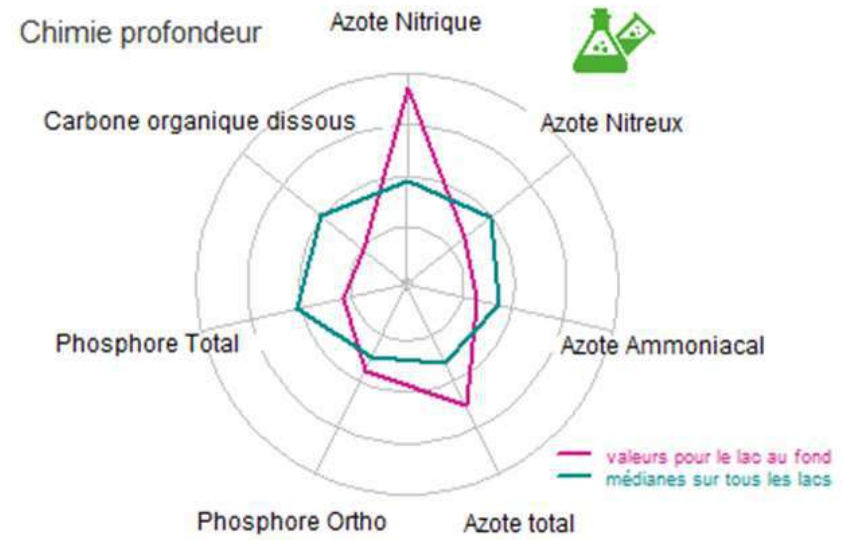 Chimie profondeur
Azote Nitrique
Carbone organique dissous
Azote Nitreux
Phosphore Total
Azote Ammoniacal
valeurs pour le lac au fond
médianes sur tous les lacs
Phosphore Ortho
Azote total